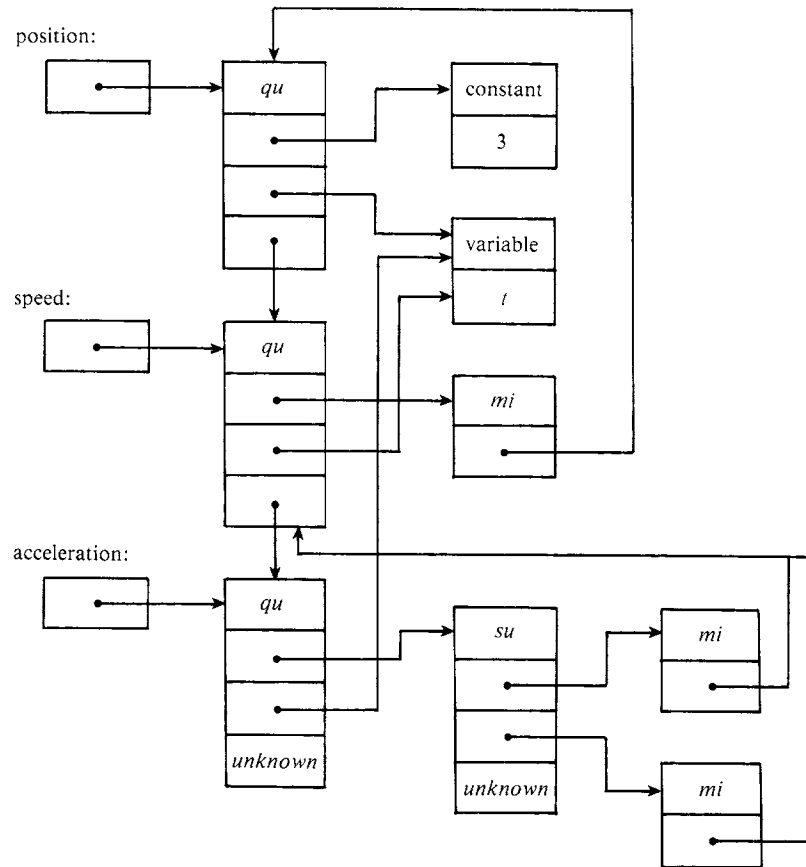 position:
qu
constant
3
variable
t
speed:
qu
mi
acceleration:
qu
unknown
su
unknown
mi
mi